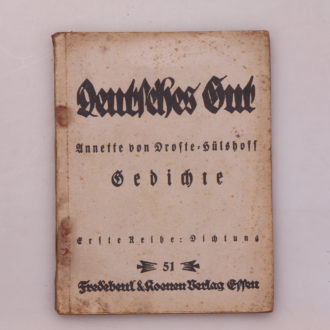 Deutsches Gut
Annette von Droste-Hülshoff
Gedichte
Erste Reihe: Dichtung
51
Fredebeul & Koenen Verlag Essen